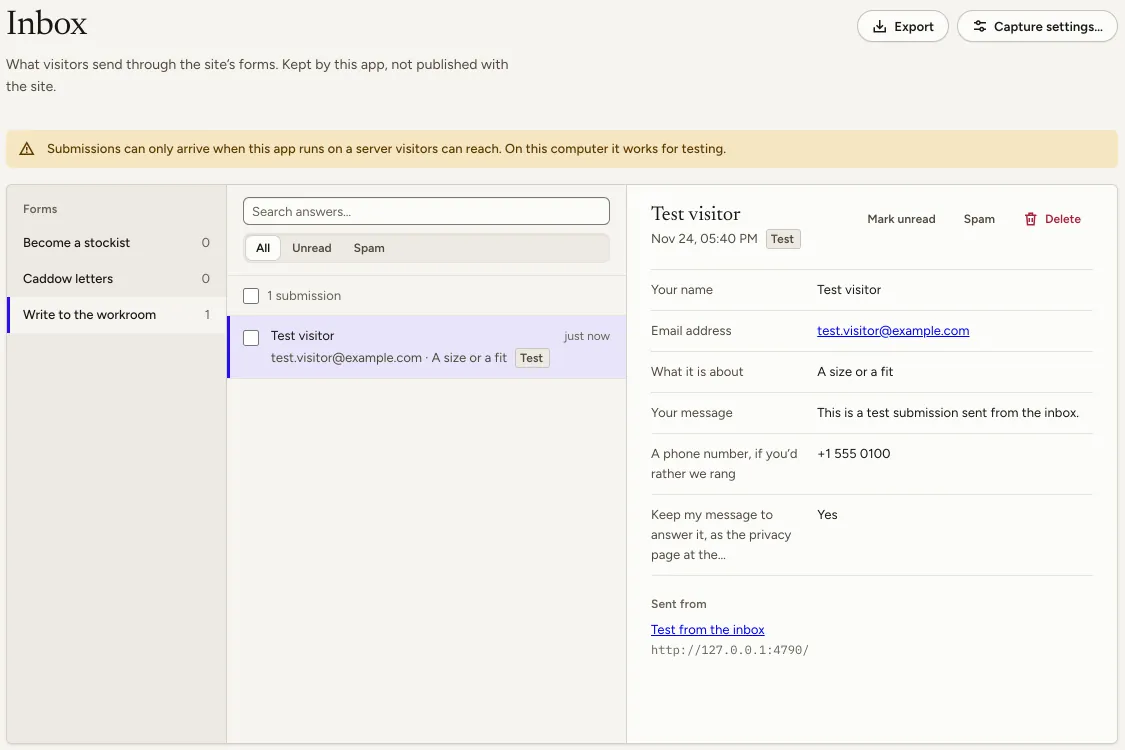 Inbox
Export
Capture settings...
What visitors send through the site's forms. Kept by this app, not published with
the site.
Submissions can only arrive when this app runs on a server visitors can reach. On this computer it works for testing.
Forms
Become a stockist 0
Caddow letters 0
Write to the workroom 1
Search answers...
All Unread Spam
1 submission
Test visitor just now
test.visitor@example.com · A size or a fit Test
Test visitor
Nov 24, 05:40 PM Test
Mark unread Spam Delete
Your name Test visitor
Email address test.visitor@example.com
What it is about A size or a fit
Your message This is a test submission sent from the inbox.
A phone number, if you'd +1 555 0100
rather we rang
Keep my message to Yes
answer it, as the privacy
page at the...
Sent from
Test from the inbox
http://127.0.0.1:4790/